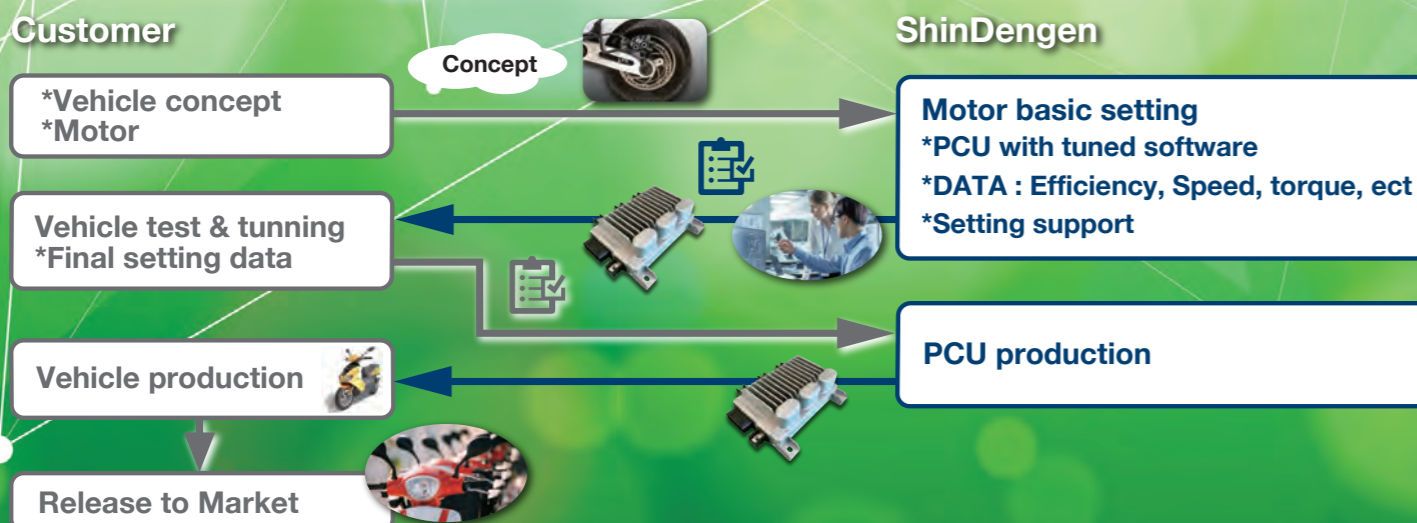 Customer
ShinDengen
Concept
*Vehicle concept
*Motor
Motor basic setting
*PCU with tuned software
*DATA : Efficiency, Speed, torque, ect
*Setting support
Vehicle test & tunning
*Final setting data
PCU production
Vehicle production
Release to Market